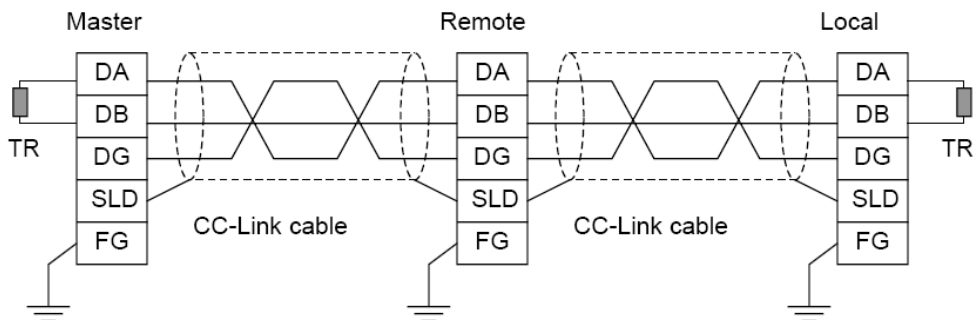 Master Remote Local
DA DA DA
DB DB DB
TR TR
DG DG DG
SLD SLD SLD
CC-Link cable CC-Link cable
FG FG FG